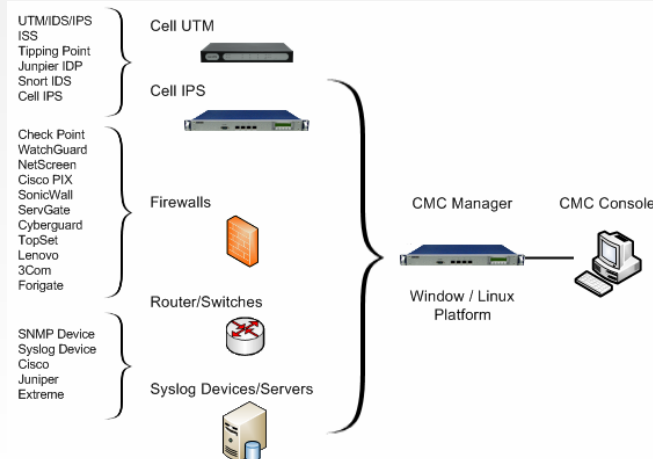 UTM/IDS/IPS
ISS
Tipping Point
Junpier IDP
Snort IDS
Cell IPS
Check Point
WatchGuard
NetScreen
Cisco PIX
SonicWall
ServGate
Cyberguard
TopSet
Lenovo
3Com
Forigate
SNMP Device
Syslog Device
Cisco
Juniper
Extreme
Cell UTM
Cell IPS
Firewalls
Router/Switches
Syslog Devices/Servers
CMC Manager
Window / Linux
Platform
CMC Console